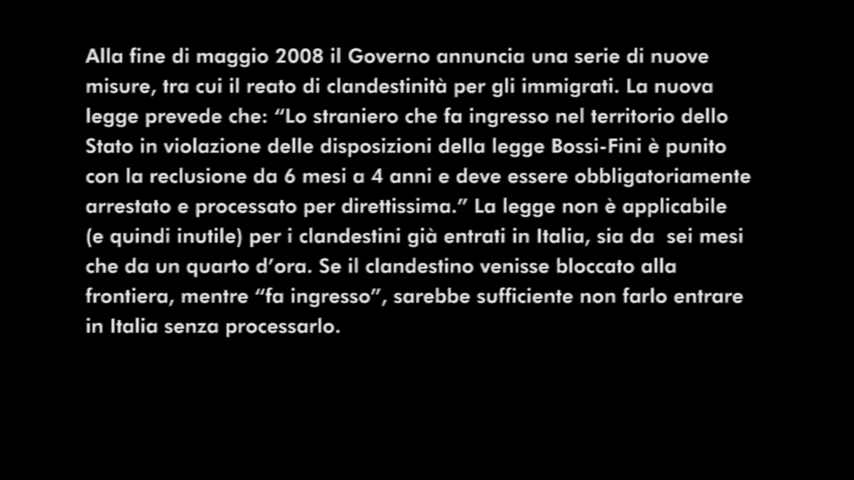 Alla fine di maggio 2008 il Governo annuncia una serie di nuove
misure, tra cui il reato di clandestinità per gli immigrati. La nuova
legge prevede che: “Lo straniero che fa ingresso nel territorio dello
Stato in violazione delle disposizioni della legge Bossi-Fini è punito
con la reclusione da 6 mesi a 4 anni e deve essere obbligatoriamente
arrestato e processato per direttissima.” La legge non è applicabile
(e quindi inutile) per i clandestini già entrati in Italia, sia da  sei mesi
che da un quarto d’ora. Se il clandestino venisse bloccato alla
frontiera, mentre “fa ingresso”, sarebbe sufficiente non farlo entrare
in Italia senza processarlo.